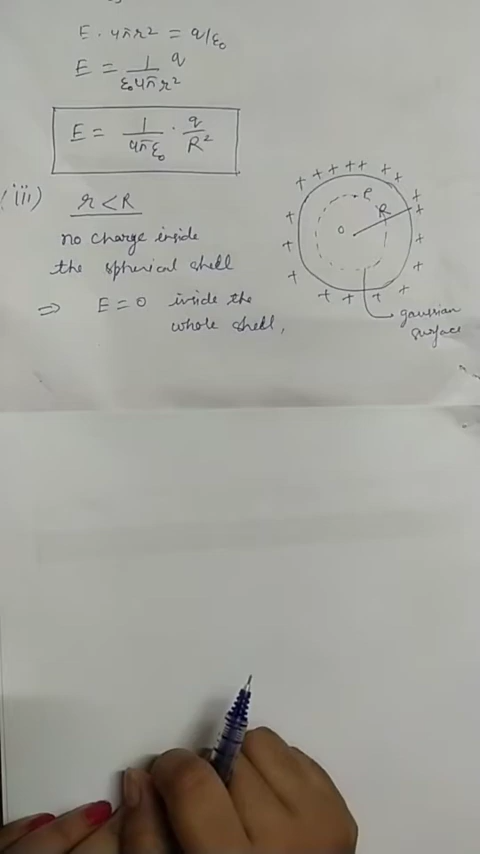 E · 4πr² = q/ε₀
E = 1/ε₀4πr² q
E = 1/4πε₀ · q/R²
(iii) r < R
no charge inside
the spherical shell
⇒ E = 0 inside the
whole shell,
+ + + + + + + +
P
R
O
gaussian
surface